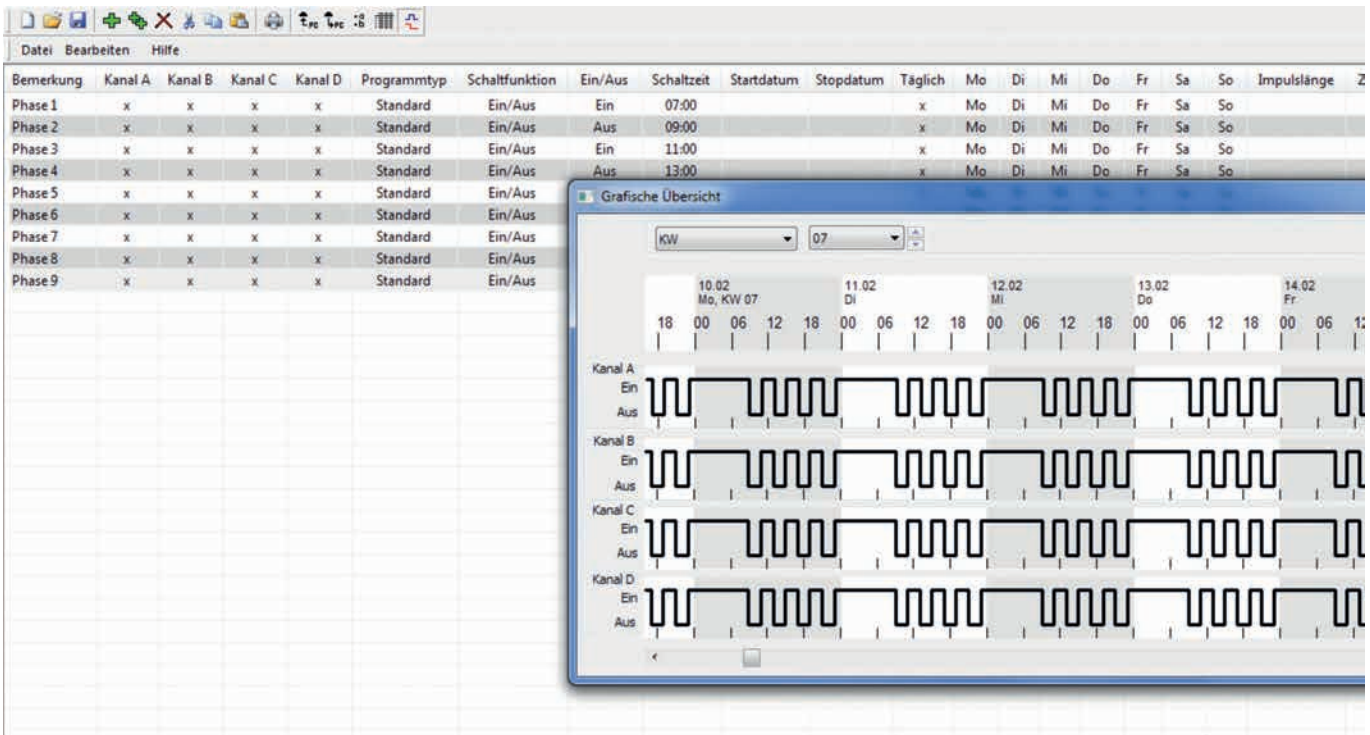 PC PC
Datei Bearbeiten Hilfe
Bemerkung Kanal A Kanal B Kanal C Kanal D Programmtyp Schaltfunktion Ein/Aus Schaltzeit Startdatum Stopdatum Täglich Mo Di Mi Do Fr Sa So Impulslänge Z
Phase 1 x x x x Standard Ein/Aus Ein 07:00 x Mo Di Mi Do Fr Sa So
Phase 2 x x x x Standard Ein/Aus Aus 09:00 x Mo Di Mi Do Fr Sa So
Phase 3 x x x x Standard Ein/Aus Ein 11:00 x Mo Di Mi Do Fr Sa So
Phase 4 x x x x Standard Ein/Aus Aus 13:00 x Mo Di Mi Do Fr Sa So
Phase 5 x x x x Standard Ein/Aus
Phase 6 x x x x Standard Ein/Aus
Phase 7 x x x x Standard Ein/Aus
Phase 8 x x x x Standard Ein/Aus
Phase 9 x x x x Standard Ein/Aus
Grafische Übersicht
KW 07
10.02 11.02 12.02 13.02 14.02
Mo, KW 07 Di Mi Do Fr
18 00 06 12 18 00 06 12 18 00 06 12 18 00 06 12 18 00 06
Kanal A
Ein
Aus
Kanal B
Ein
Aus
Kanal C
Ein
Aus
Kanal D
Ein
Aus